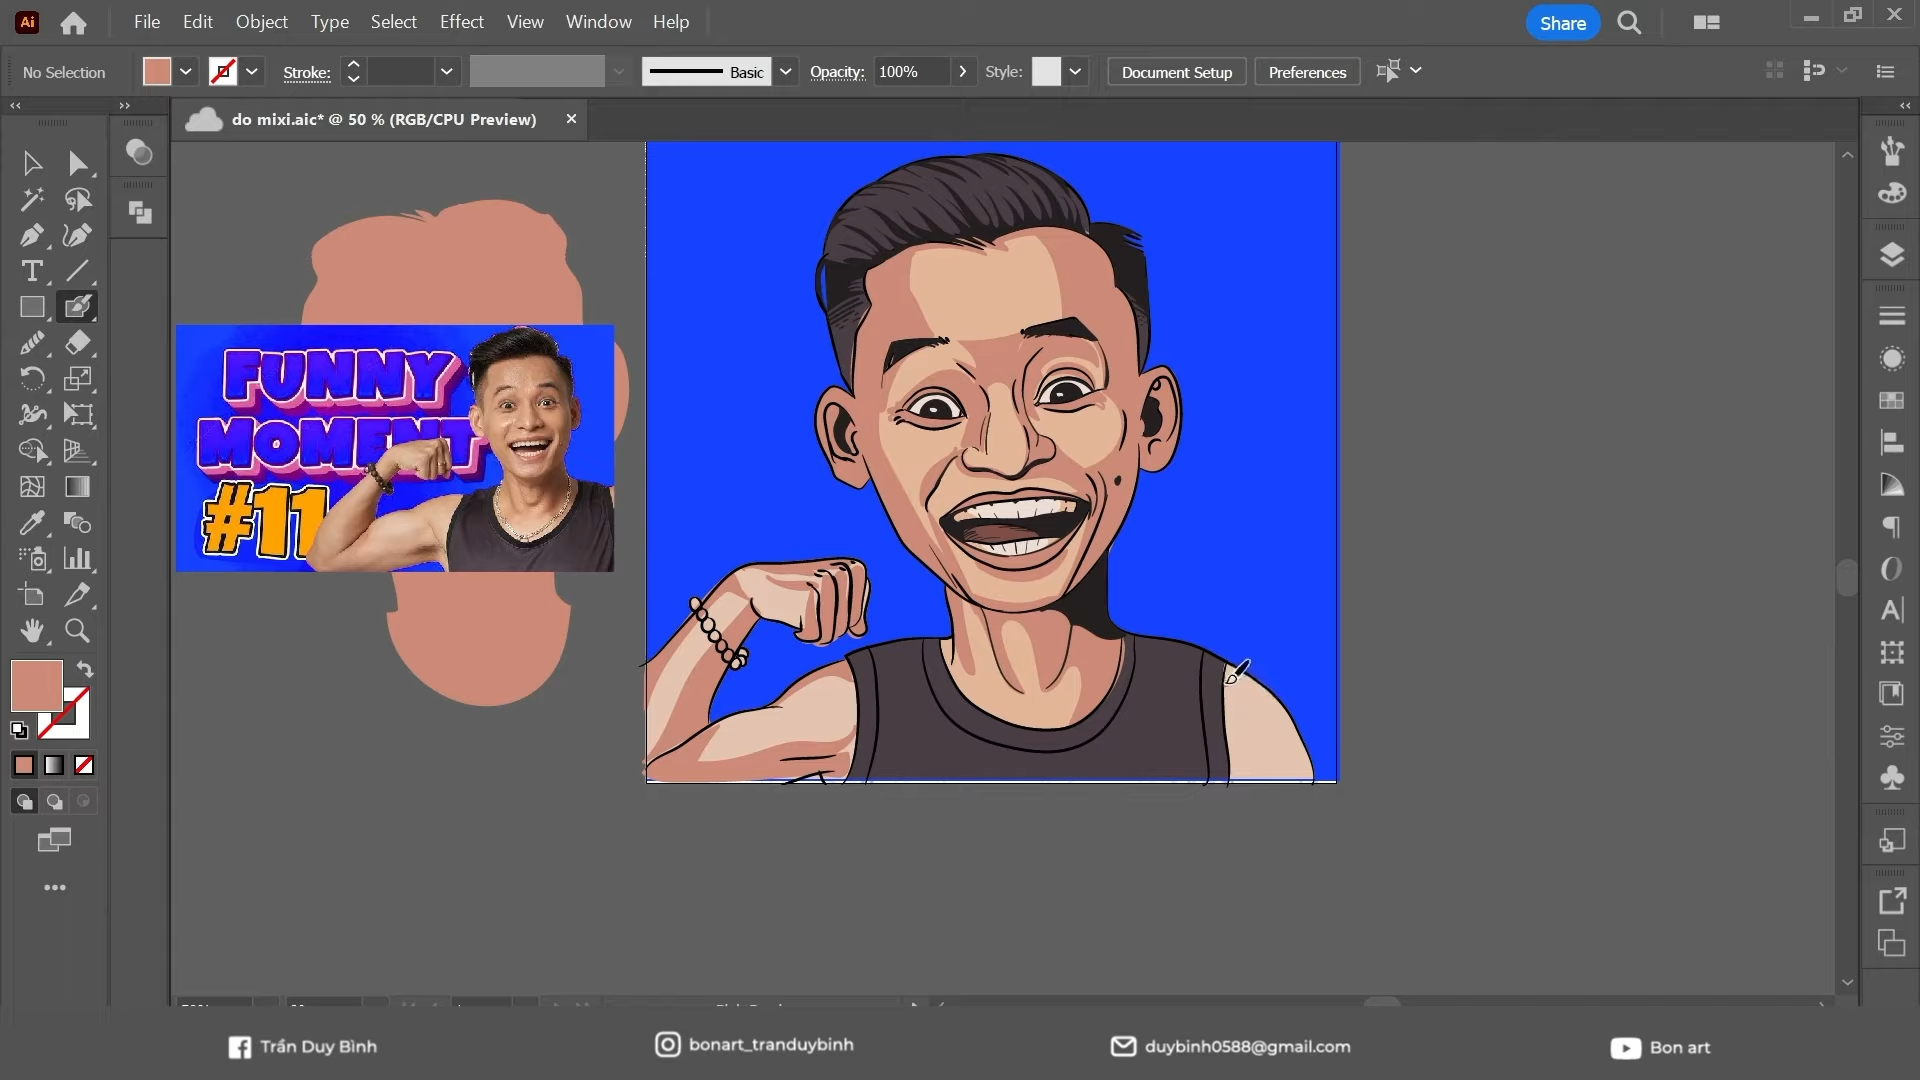 Ai File Edit Object Type Select Effect View Window Help Share
No Selection Stroke: Basic Opacity: 100% Style: Document Setup Preferences
do mixi.aic* @ 50 % (RGB/CPU Preview)
FUNNY
MOMENT
#11
Trần Duy Bình bonart_tranduybinh duybinh0588@gmail.com Bon art